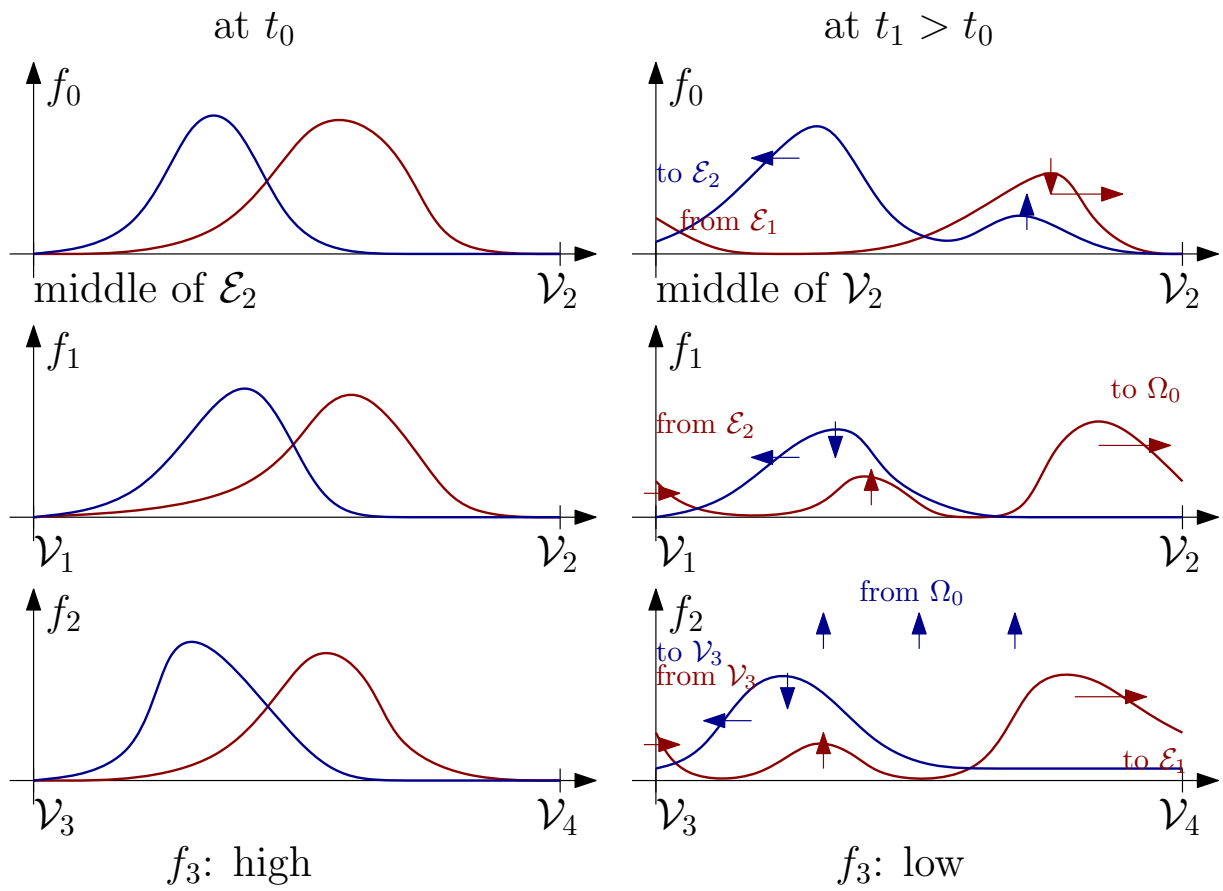 at t₀
at t₁ > t₀
f₀
f₀
to ℰ₂
from ℰ₁
middle of ℰ₂
𝒱₂
middle of 𝒱₂
𝒱₂
f₁
f₁
to Ω₀
from ℰ₂
𝒱₁
𝒱₂
𝒱₁
𝒱₂
f₂
f₂
from Ω₀
to 𝒱₃
from 𝒱₃
to ℰ₁
𝒱₃
𝒱₄
𝒱₃
𝒱₄
f₃: high
f₃: low